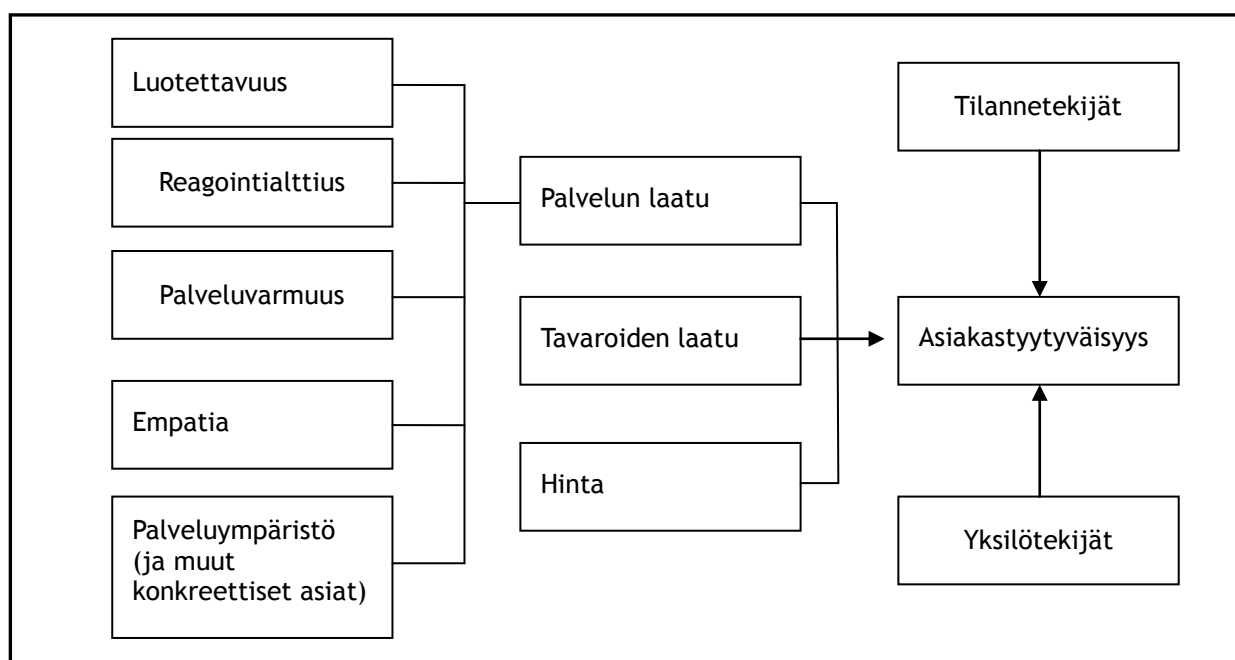 Luotettavuus
Reagointialttius
Palveluvarmuus
Empatia
Palveluympäristö
(ja muut
konkreettiset asiat)
Palvelun laatu
Tavaroiden laatu
Hinta
Tilannetekijät
Asiakastyytyväisyys
Yksilötekijät